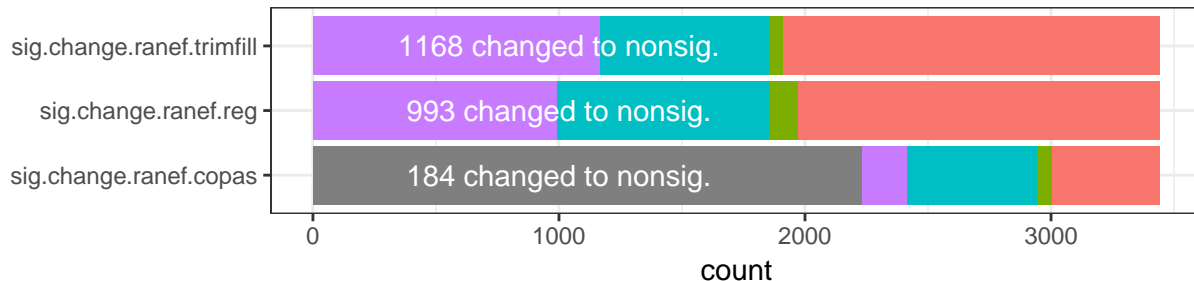 sig.change.ranef.trimfill
1168 changed to nonsig.
sig.change.ranef.reg
993 changed to nonsig.
sig.change.ranef.copas
184 changed to nonsig.
0
1000
2000
3000
count